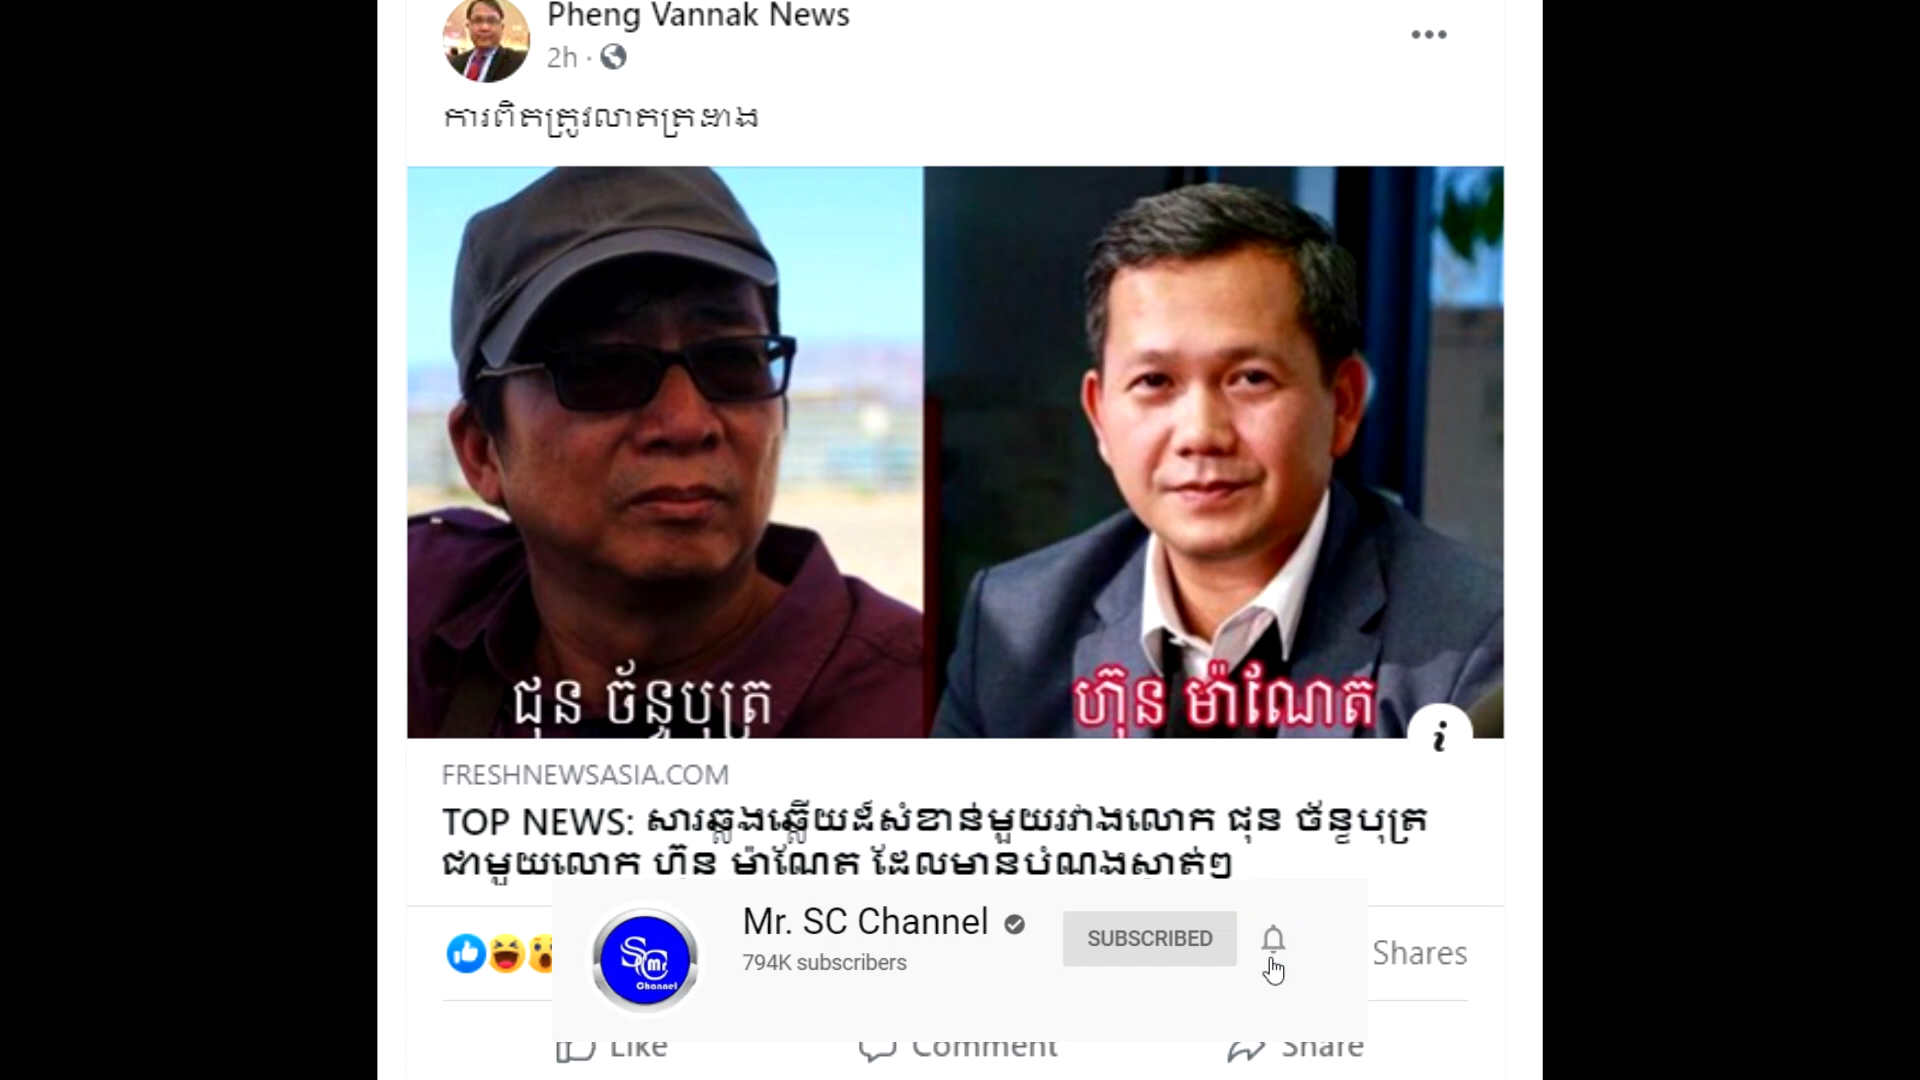 Pheng Vannak News
2h ·
ការពិតត្រូវលាតត្រដាង
ជុន ច័ន្ទបុត្រ
ហ៊ុន ម៉ាណែត
FRESHNEWSASIA.COM
TOP NEWS: សារឆ្លងឆ្លើយដ៏សំខាន់មួយរវាងលោក ជុន ច័ន្ទបុត្រ
ជាមួយលោក ហ៊ុន ម៉ាណែត ដែលមានបំណងស្អាត់ៗ
Mr. SC Channel
794K subscribers
SUBSCRIBED
SC Mr Channel
Shares
Like
Comment
Share